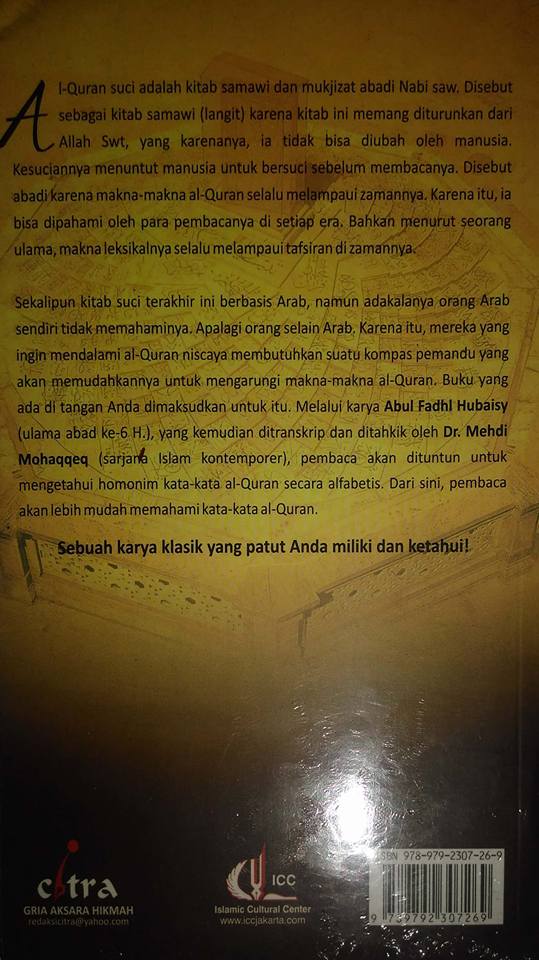 Al-Quran suci adalah kitab samawi dan mukjizat abadi Nabi saw. Disebut
sebagai kitab samawi (langit) karena kitab ini memang diturunkan dari
Allah Swt, yang karenanya, ia tidak bisa diubah oleh manusia.
Kesuciannya menuntut manusia untuk bersuci sebelum membacanya. Disebut
abadi karena makna-makna al-Quran selalu melampaui zamannya. Karena itu, ia
bisa dipahami oleh para pembacanya di setiap era. Bahkan menurut seorang
ulama, makna leksikalnya selalu melampaui tafsiran di zamannya.
Sekalipun kitab suci terakhir ini berbasis Arab, namun adakalanya orang Arab
sendiri tidak memahaminya. Apalagi orang selain Arab. Karena itu, mereka yang
ingin mendalami al-Quran niscaya membutuhkan suatu kompas pemandu yang
akan memudahkannya untuk mengarungi makna-makna al-Quran. Buku yang
ada di tangan Anda dimaksudkan untuk itu. Melalui karya Abul Fadhl Hubaisy
(ulama abad ke-6 H.), yang kemudian ditranskrip dan ditahkik oleh Dr. Mehdi
Mohaqqeq (sarjana Islam kontemporer), pembaca akan dituntun untuk
mengetahui homonim kata-kata al-Quran secara alfabetis. Dari sini, pembaca
akan lebih mudah memahami kata-kata al-Quran.
Sebuah karya klasik yang patut Anda miliki dan ketahui!
citra
GRIA AKSARA HIKMAH
redaksicitra@yahoo.com
ICC
Islamic Cultural Center
www.iccjakarta.com
ISBN 978-979-2307-26-9
9 789792 307269